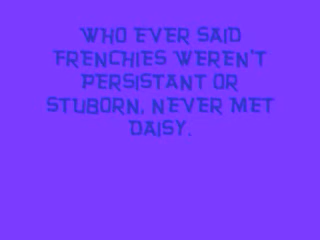 WHO EVER SAID
FRENCHIES WEREN'T
PERSISTANT OR
STUBORN, NEVER MET
DAISY.